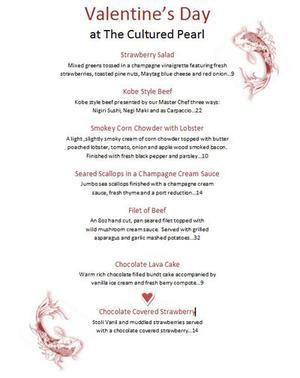 Valentine's Day
at The Cultured Pearl
Strawberry Salad
Mixed greens tossed in a champagne vinaigrette featuring fresh
strawberries, toasted pine nuts, Maytag blue cheese and red onion...9
Kobe Style Beef
Kobe style beef presented by our Master Chef three ways:
Nigiri Sushi, Negi Maki and as Carpaccio...22
Smokey Corn Chowder with Lobster
A light ,slightly smoky cream of corn chowder topped with butter
poached lobster, tomato, onion and apple wood smoked bacon.
Finished with fresh black pepper and parsley....10
Seared Scallops in a Champagne Cream Sauce
Jumbo sea scallops finished with a champagne cream
sauce, fresh thyme and a port reduction...14
Filet of Beef
An 8oz hand cut, pan seared filet topped with
wild mushroom cream sauce. Served with grilled
asparagus and garlic mashed potatoes...32
Chocolate Lava Cake
Warm rich chocolate filled bundt cake accompanied by
vanilla ice cream and fresh berry compote...9
Chocolate Covered Strawberry
Stoli Vanil and muddled strawberries served
with a chocolate covered strawberry...14